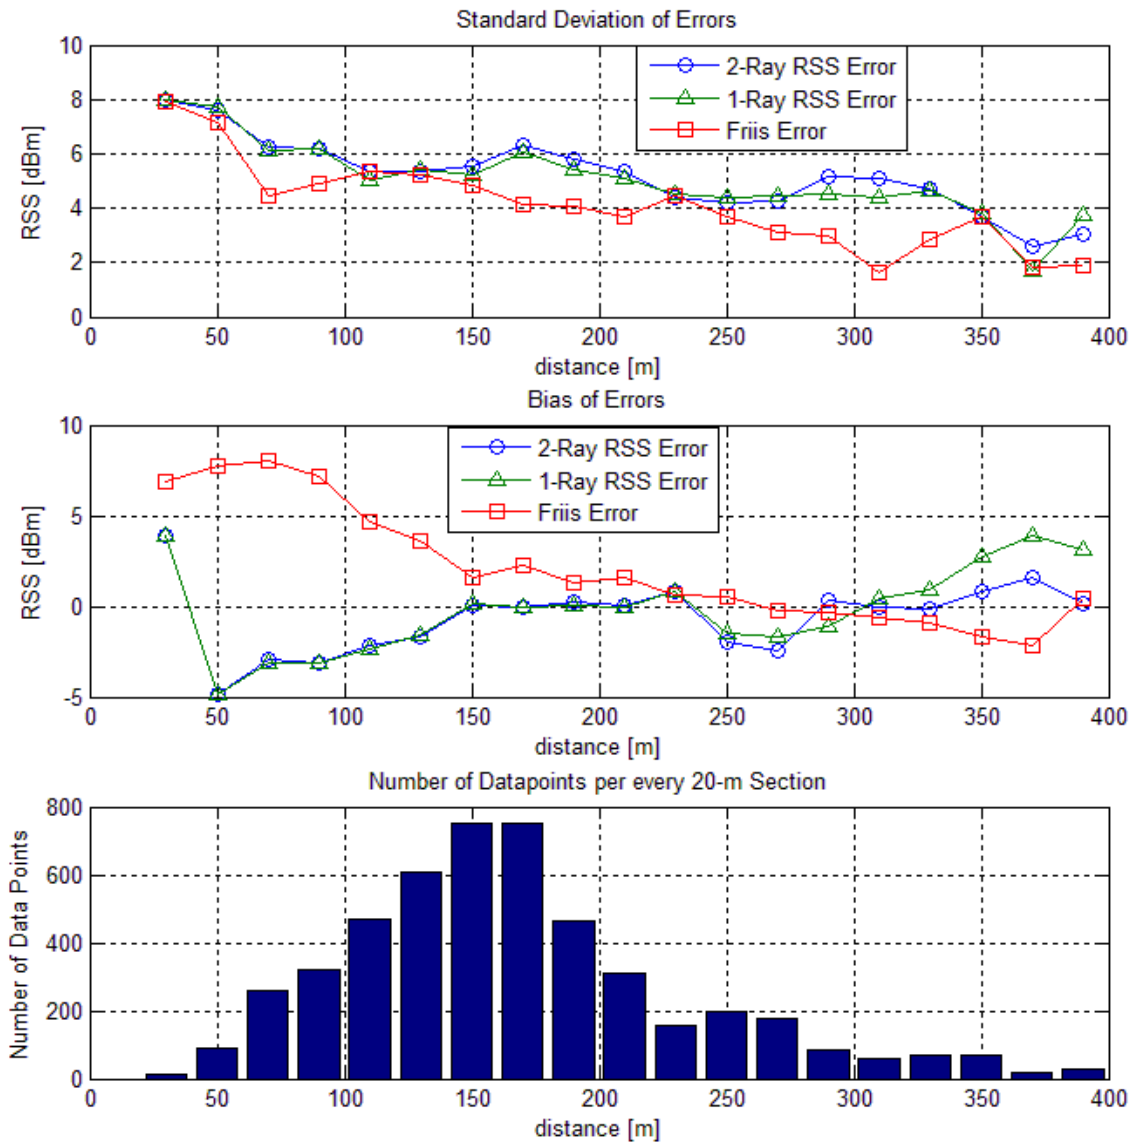 Standard Deviation of Errors
10
8
6
4
2
0
RSS [dBm]
2-Ray RSS Error
1-Ray RSS Error
Friis Error
0 50 100 150 200 250 300 350 400
distance [m]
Bias of Errors
10
5
0
-5
RSS [dBm]
2-Ray RSS Error
1-Ray RSS Error
Friis Error
0 50 100 150 200 250 300 350 400
distance [m]
Number of Datapoints per every 20-m Section
800
600
400
200
0
Number of Data Points
0 50 100 150 200 250 300 350 400
distance [m]